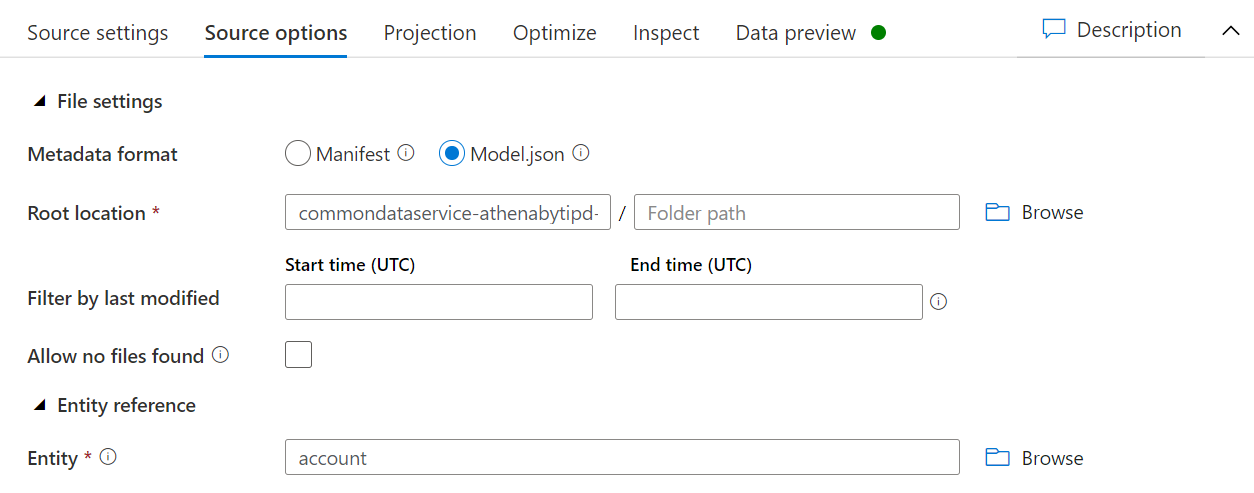 Source settings Source options Projection Optimize Inspect Data preview Description
File settings
Metadata format Manifest Model.json
Root location * commondataservice-athenabytipd- / Folder path Browse
Start time (UTC) End time (UTC)
Filter by last modified
Allow no files found
Entity reference
Entity * account Browse